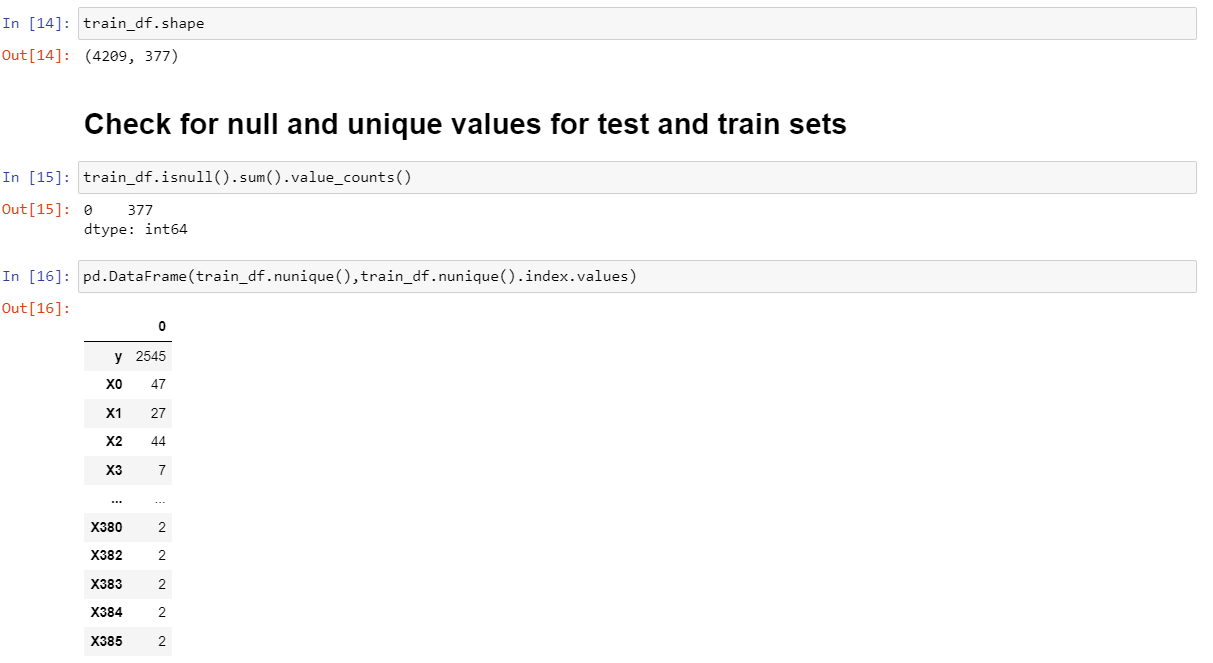 In [14]: train_df.shape
Out[14]: (4209, 377)
Check for null and unique values for test and train sets
In [15]: train_df.isnull().sum().value_counts()
Out[15]: 0    377
dtype: int64
In [16]: pd.DataFrame(train_df.nunique(),train_df.nunique().index.values)
Out[16]:
0
y 2545
X0 47
X1 27
X2 44
X3 7
... ...
X380 2
X382 2
X383 2
X384 2
X385 2